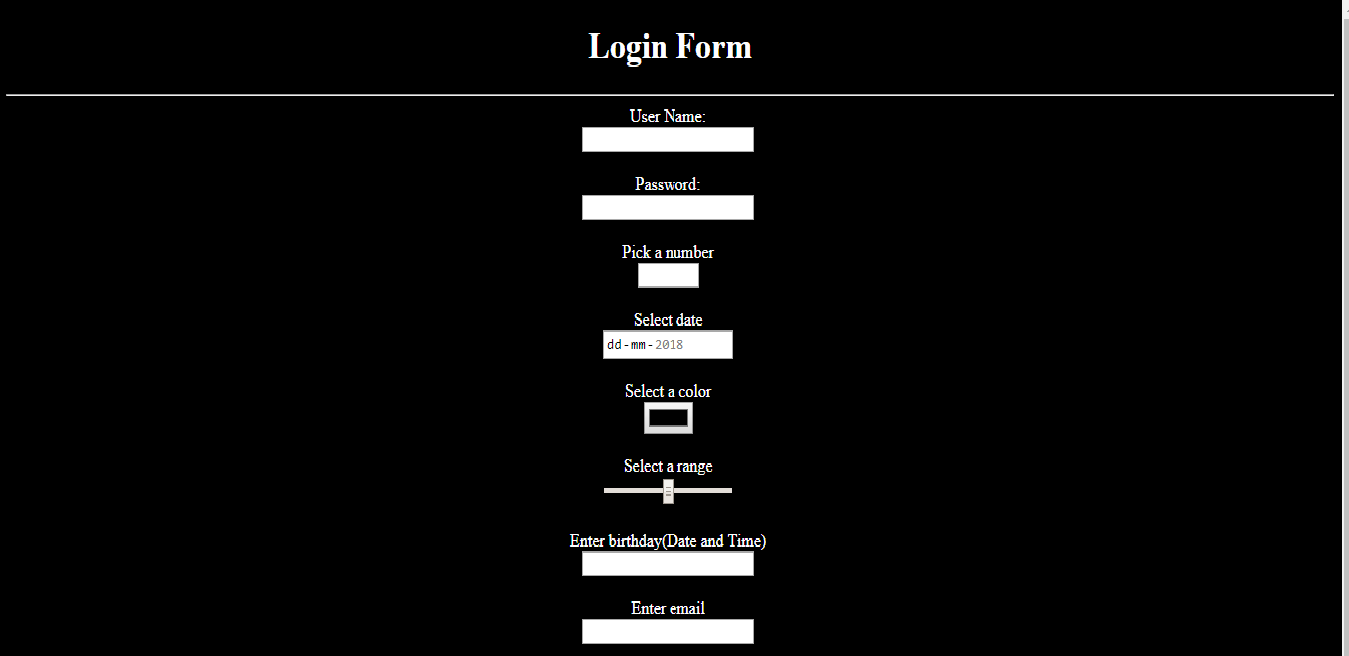 Login Form
User Name:
Password:
Pick a number
Select date
dd-mm-2018
Select a color
Select a range
Enter birthday(Date and Time)
Enter email